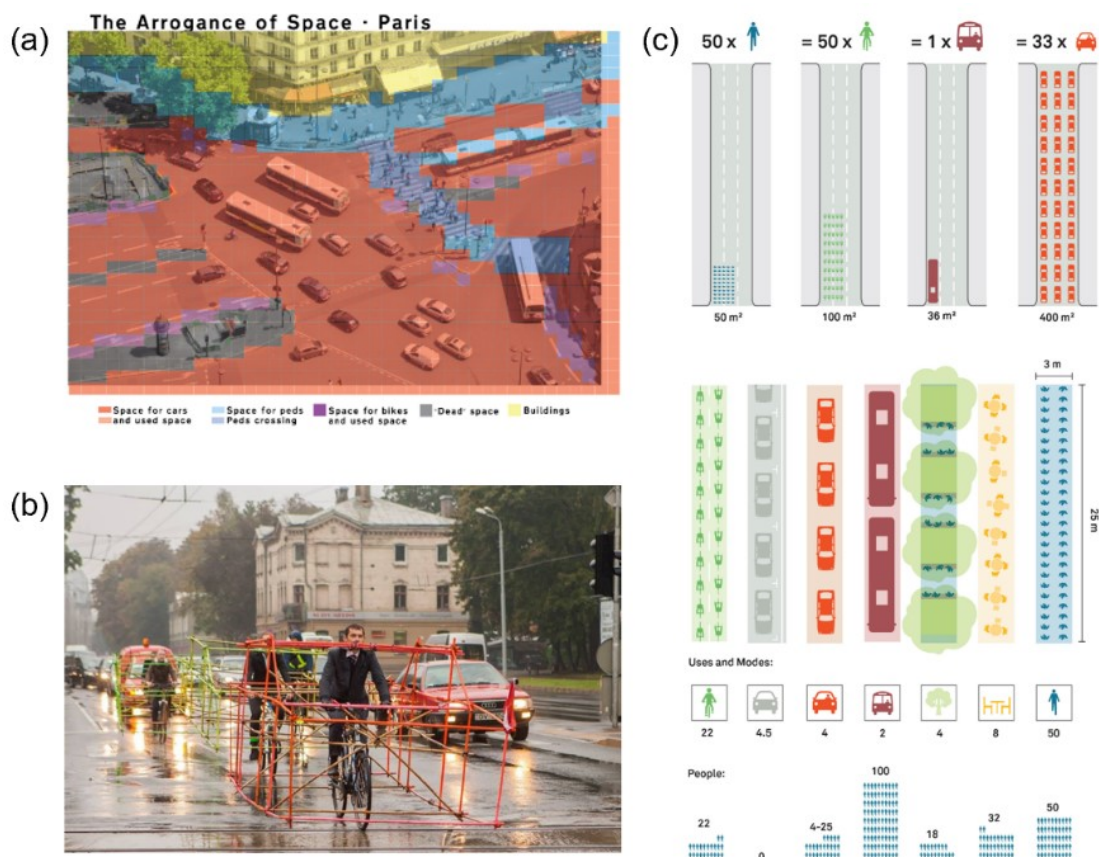 (a)
The Arrogance of Space · Paris
Space for cars
and used space
Space for peds
Peds crossing
Space for bikes
and used space
'Dead' space
Buildings
(b)
(c)
50 x
= 50 x
= 1 x
= 33 x
50 m²
100 m²
36 m²
400 m²
3 m
25 m
Uses and Modes:
22
4.5
4
2
4
8
50
People:
22
0
4-25
100
18
32
50